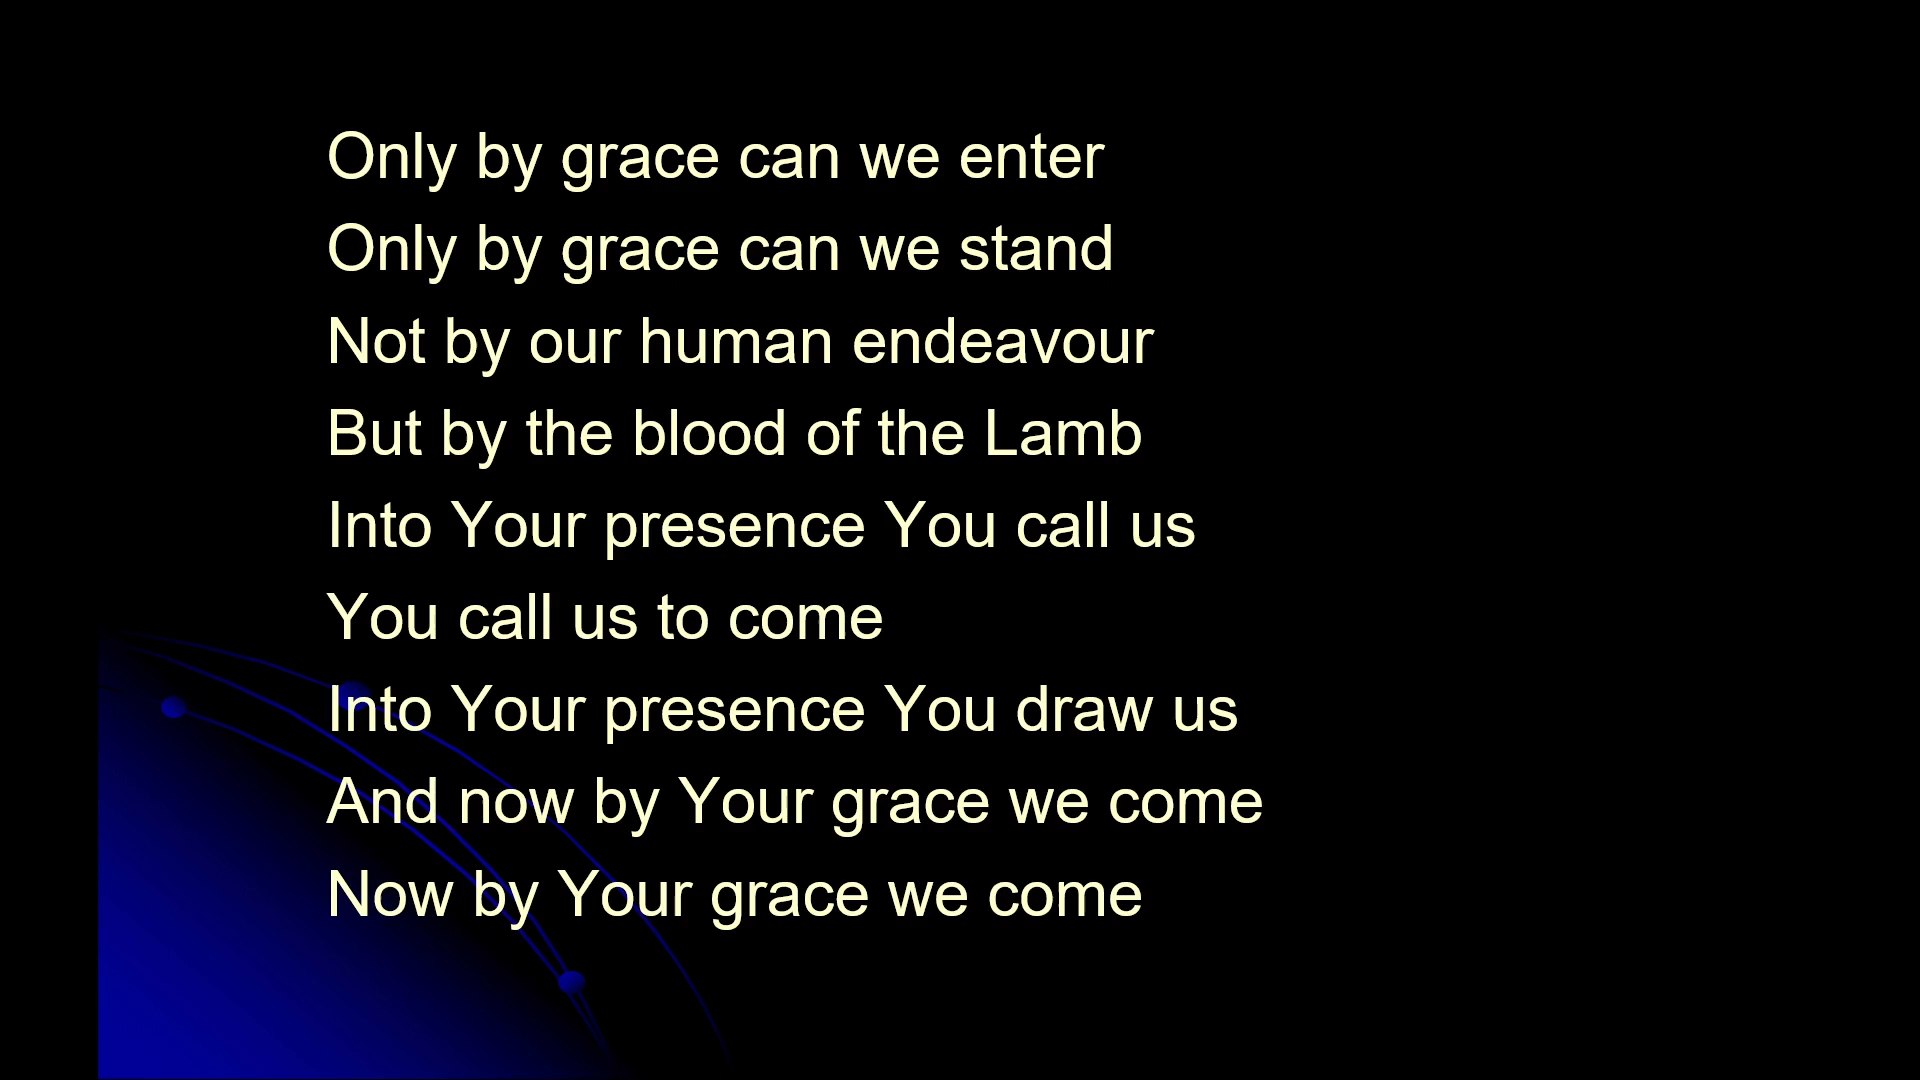 Only by grace can we enter
Only by grace can we stand
Not by our human endeavour
But by the blood of the Lamb
Into Your presence You call us
You call us to come
Into Your presence You draw us
And now by Your grace we come
Now by Your grace we come